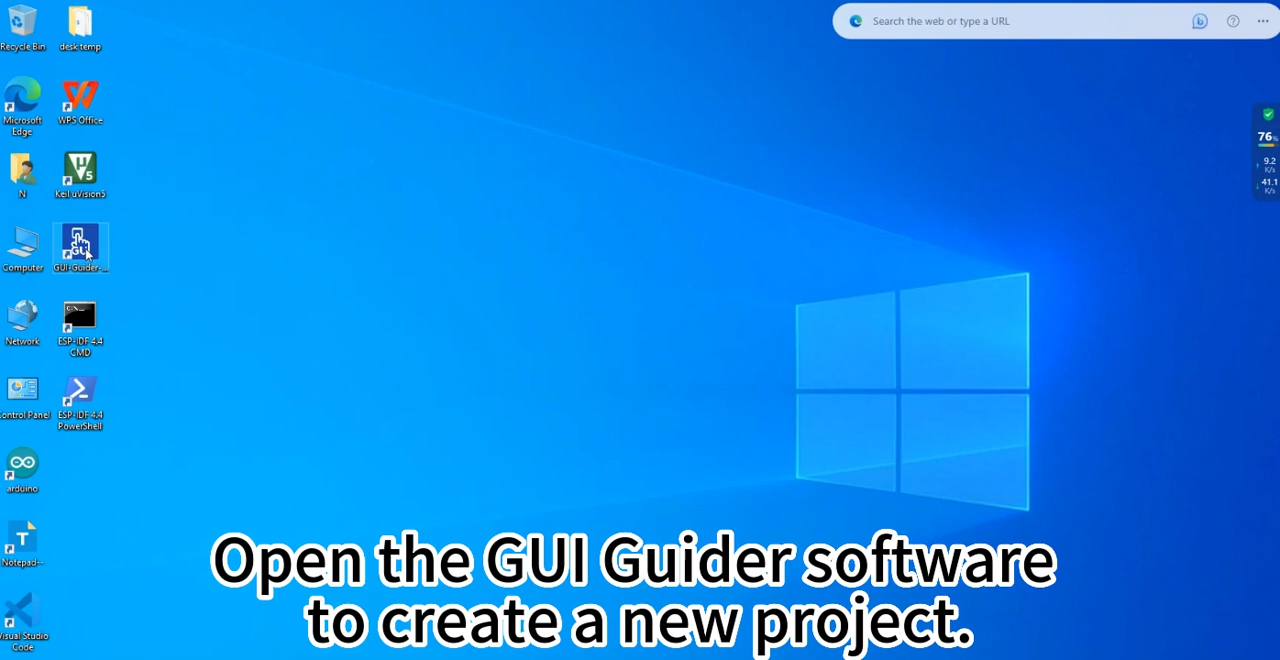 Recycle Bin
desk temp
Microsoft
Edge
WPS Office
N
Keil uVision5
Computer
GUI-Guider-...
Network
ESP-IDF 4.4
CMD
ontrol Panel
ESP-IDF 4.4
PowerShell
arduino
Notepad--
Visual Studio
Code
Search the web or type a URL
76%
9.2
K/s
41.1
K/s
Open the GUI Guider software
to create a new project.